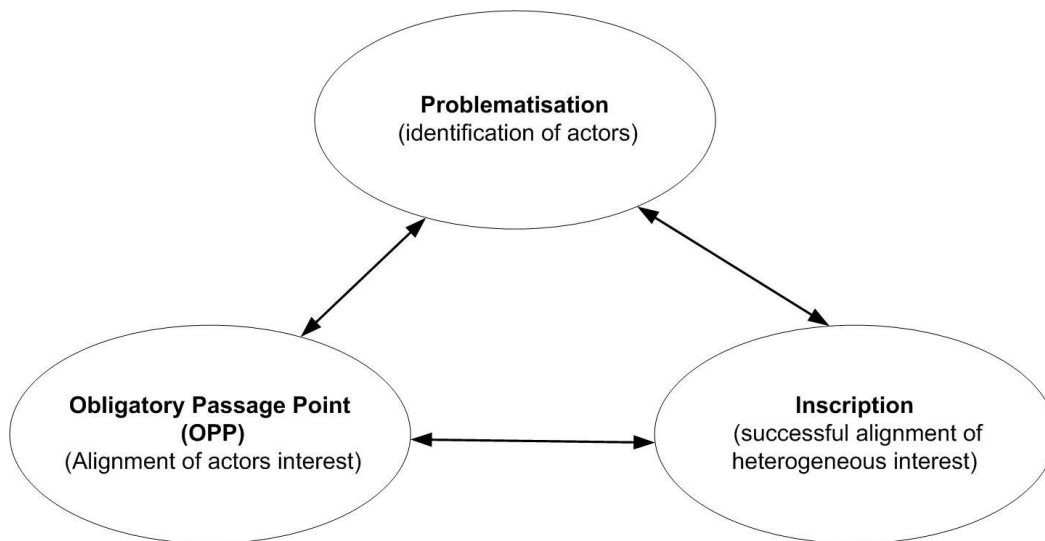 Problematisation
(identification of actors)
Obligatory Passage Point
(OPP)
(Alignment of actors interest)
Inscription
(successful alignment of
heterogeneous interest)